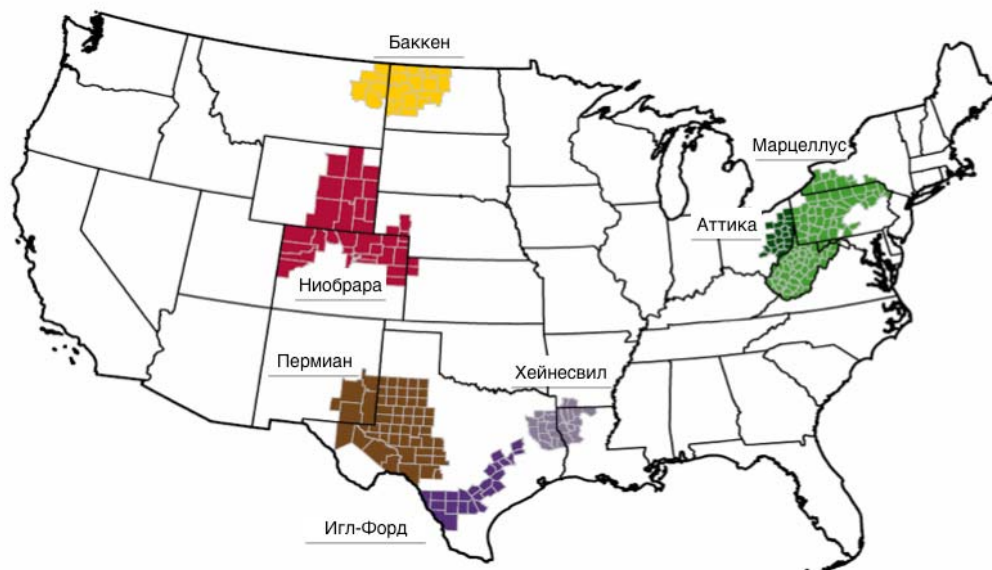 Баккен
Марцеллус
Аттика
Ниобрара
Пермиан
Хейнесвил
Игл-Форд